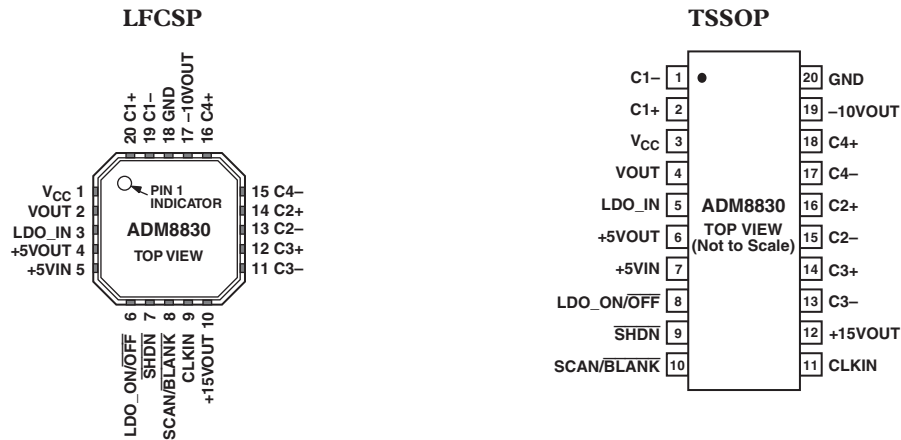 LFCSP
20 C1+
19 C1–
18 GND
17 –10VOUT
16 C4+
VCC 1
VOUT 2
LDO_IN 3
+5VOUT 4
+5VIN 5
PIN 1
INDICATOR
ADM8830
TOP VIEW
15 C4–
14 C2+
13 C2–
12 C3+
11 C3–
LDO_ON/OFF 6
SHDN 7
SCAN/BLANK 8
CLKIN 9
+15VOUT 10
TSSOP
C1– 1
C1+ 2
VCC 3
VOUT 4
LDO_IN 5
+5VOUT 6
+5VIN 7
LDO_ON/OFF 8
SHDN 9
SCAN/BLANK 10
ADM8830
TOP VIEW
(Not to Scale)
20 GND
19 –10VOUT
18 C4+
17 C4–
16 C2+
15 C2–
14 C3+
13 C3–
12 +15VOUT
11 CLKIN